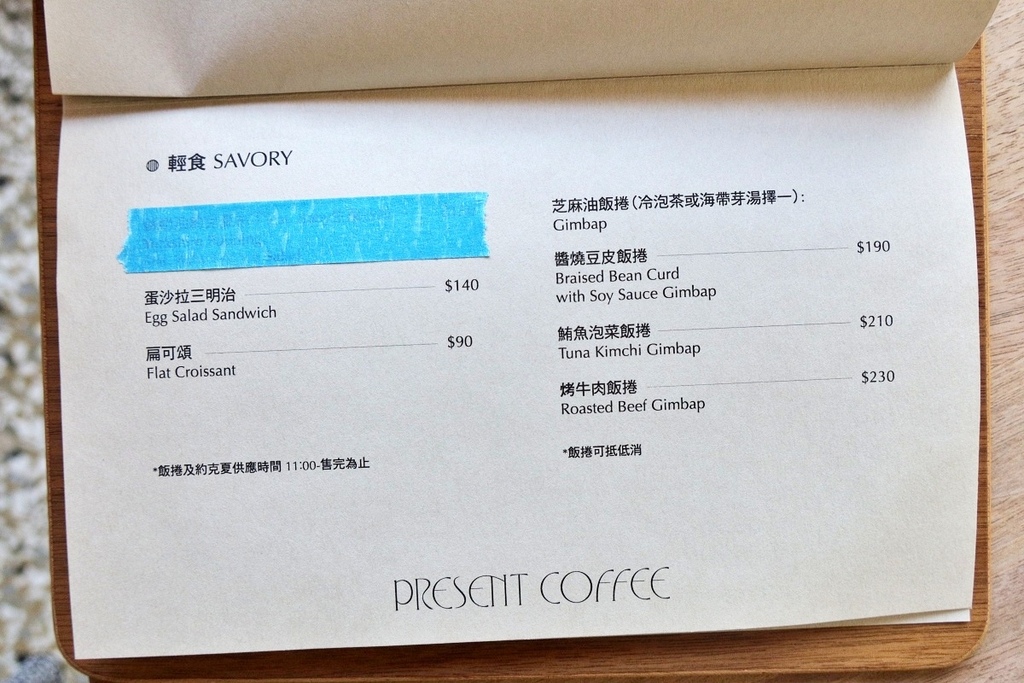 輕食 SAVORY
蛋沙拉三明治 $140
Egg Salad Sandwich
扁可頌 $90
Flat Croissant
*飯捲及約克夏供應時間 11:00-售完為止
芝麻油飯捲(冷泡茶或海帶芽湯擇一):
Gimbap
醬燒豆皮飯捲 $190
Braised Bean Curd
with Soy Sauce Gimbap
鮪魚泡菜飯捲 $210
Tuna Kimchi Gimbap
烤牛肉飯捲 $230
Roasted Beef Gimbap
*飯捲可抵低消
PRESENT COFFEE